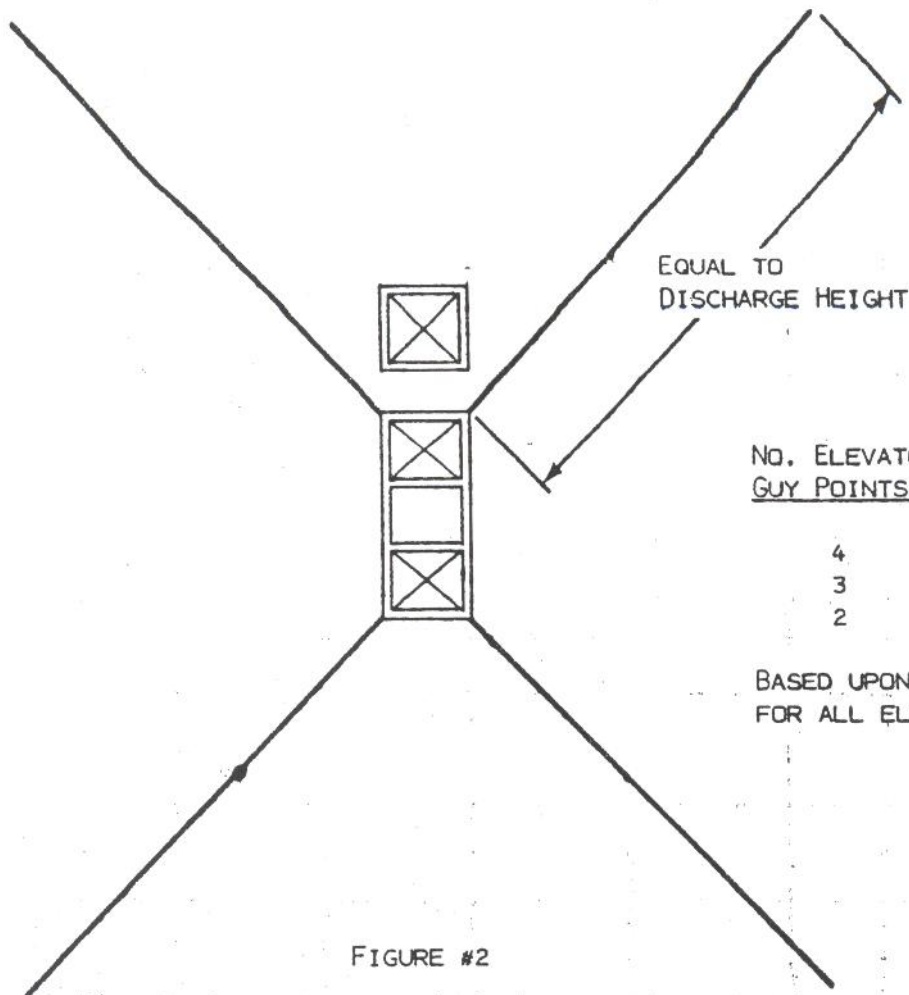 EQUAL TO
DISCHARGE HEIGHT
NO. ELEVATO
GUY POINTS
4
3
2
BASED UPON
FOR ALL EL
FIGURE #2